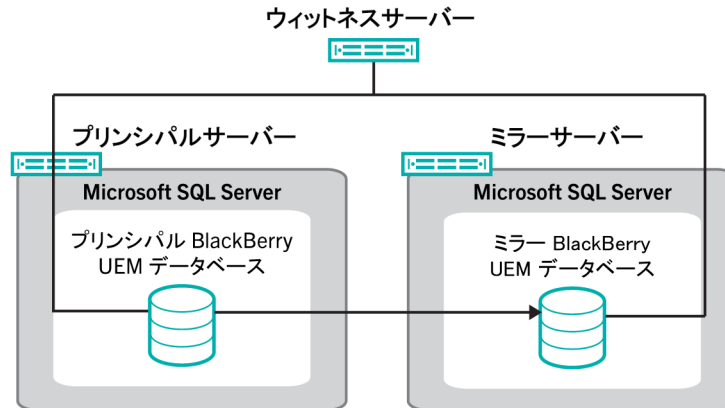 ウィットネスサーバー
プリンシパルサーバー
ミラーサーバー
Microsoft SQL Server
Microsoft SQL Server
プリンシパル BlackBerry
UEM データベース
ミラー BlackBerry
UEM データベース